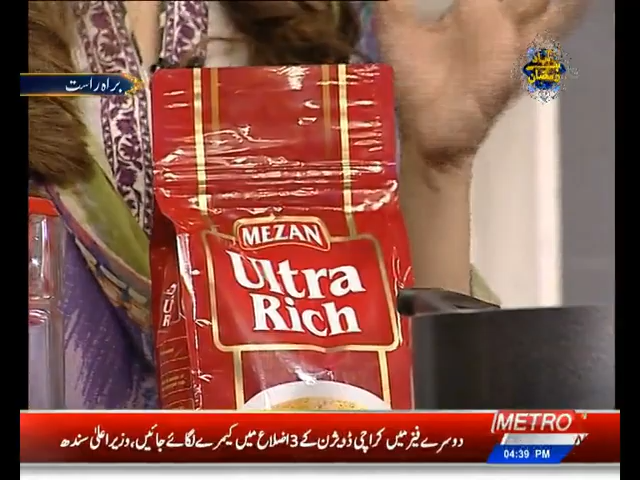 براہ راست
MEZAN
Ultra
Rich
دوسرے فیز میں کراچی ڈویژن کے 3 اضلاع میں کیمرے لگائے جائیں، وزیراعلیٰ سندھ
METRO
04:39 PM